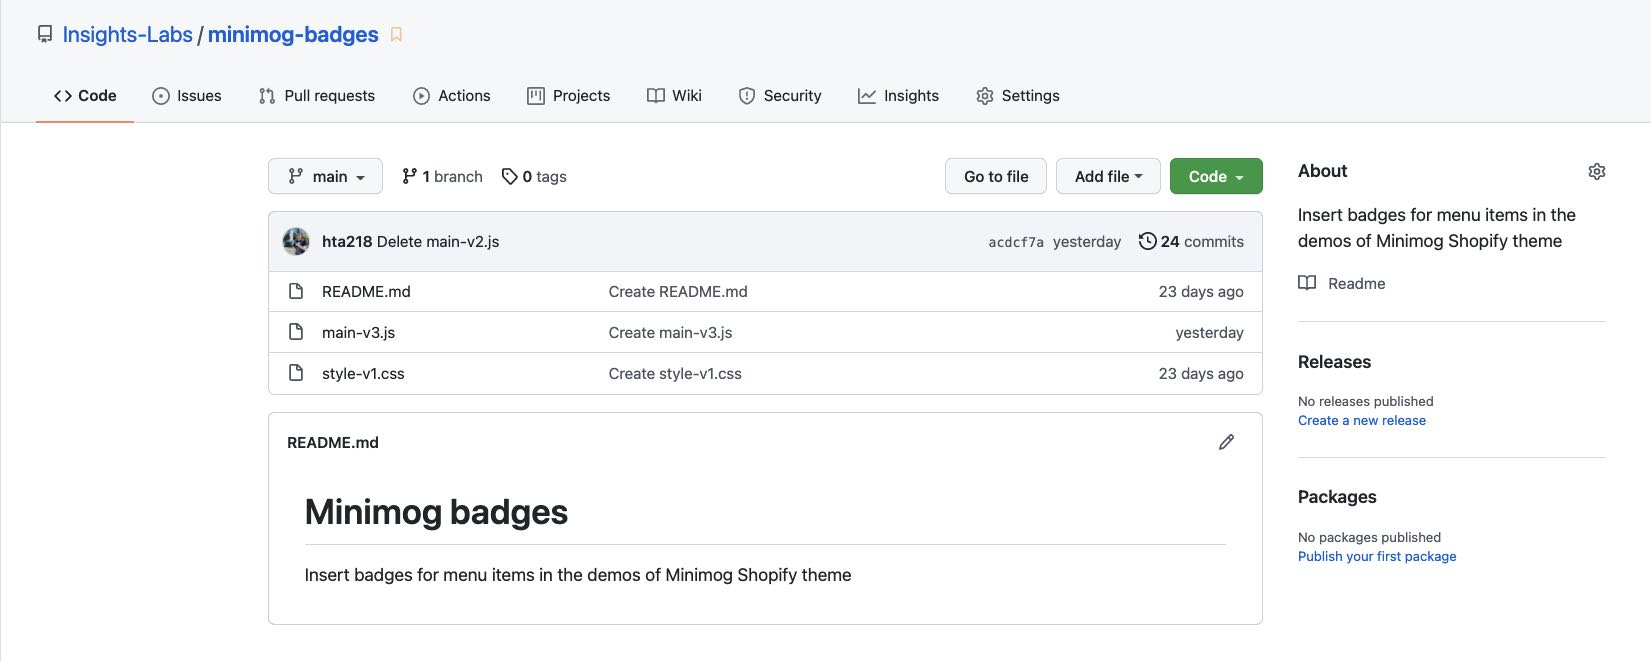 Insights-Labs / minimog-badges
Code Issues Pull requests Actions Projects Wiki Security Insights Settings
main 1 branch 0 tags Go to file Add file Code
hta218 Delete main-v2.js acdcf7a yesterday 24 commits
README.md Create README.md 23 days ago
main-v3.js Create main-v3.js yesterday
style-v1.css Create style-v1.css 23 days ago
README.md
Minimog badges
Insert badges for menu items in the demos of Minimog Shopify theme
About
Insert badges for menu items in the
demos of Minimog Shopify theme
Readme
Releases
No releases published
Create a new release
Packages
No packages published
Publish your first package